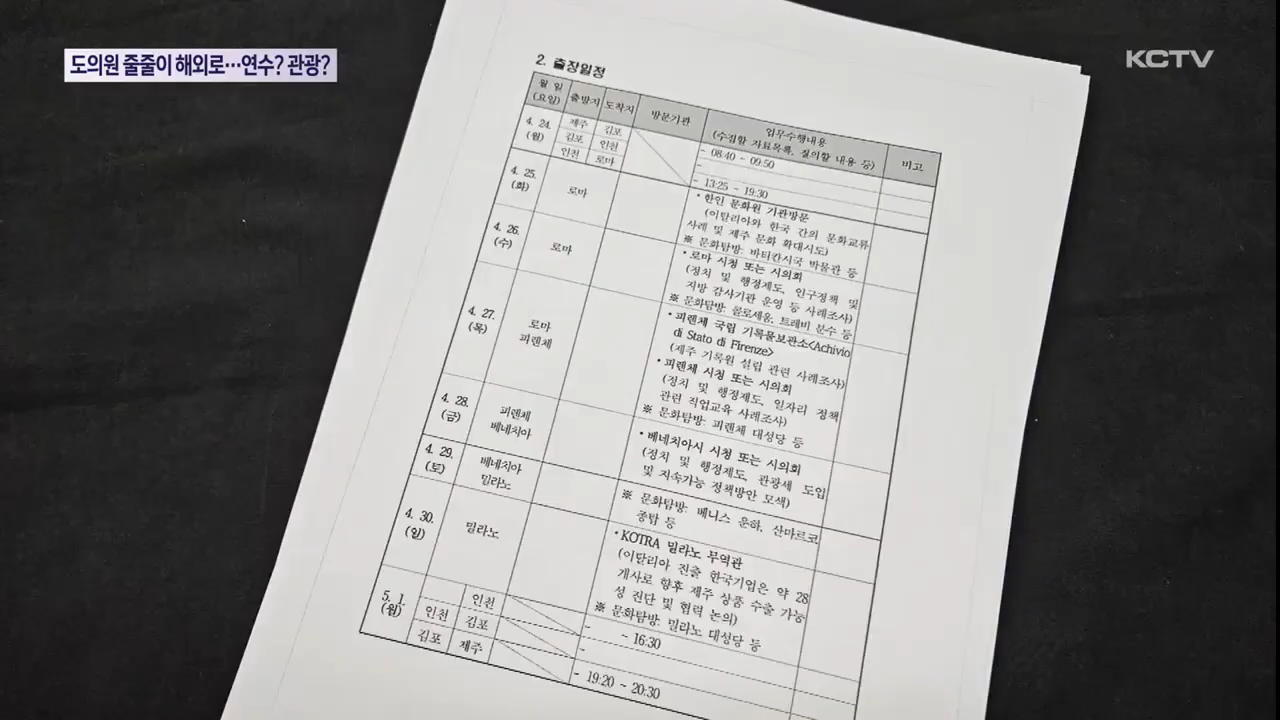 도의원 줄줄이 해외로…연수? 관광?
KCTV
2. 출장일정
월 일
(요일)
출발지
도착지
방문기관
업무수행내용
(수집할 자료목록, 질의할 내용 등)
비고
4. 24.
(월)
제주
김포
김포
인천
인천
로마
- 08:40 ~ 09:50
-
- 13:25 ~ 19:30
4. 25.
(화)
로마
• 한인 문화원 기관방문
(이탈리아와 한국 간의 문화교류
사례 및 제주 문화 확대시도)
※ 문화탐방: 바티칸시국 박물관 등
4. 26.
(수)
로마
• 로마 시청 또는 시의회
(정치 및 행정제도, 인구정책 및
지방 감사기관 운영 등 사례조사)
※ 문화탐방: 콜로세움, 트레비 분수 등
4. 27.
(목)
로마
피렌체
• 피렌체 국립 기록물보관소<Achivio
di Stato di Firenze>
(제주 기록원 설립 관련 사례조사)
• 피렌체 시청 또는 시의회
(정치 및 행정제도, 일자리 정책
관련 직업교육 사례조사)
※ 문화탐방: 피렌체 대성당 등
4. 28.
(금)
피렌체
베네치아
• 베네치아시 시청 또는 시의회
(정치 및 행정제도, 관광세 도입
및 지속가능 정책방안 모색)
4. 29.
(토)
베네치아
밀라노
※ 문화탐방: 베니스 운하, 산마르코
종탑 등
4. 30.
(일)
밀라노
• KOTRA 밀라노 무역관
(이탈리아 진출 한국기업은 약 28
개사로 향후 제주 상품 수출 가능
성 진단 및 협력 논의)
※ 문화탐방: 밀라노 대성당 등
5. 1.
(월)
인천
인천
김포
김포
제주
- ~ 16:30
-
- 19:20 ~ 20:30